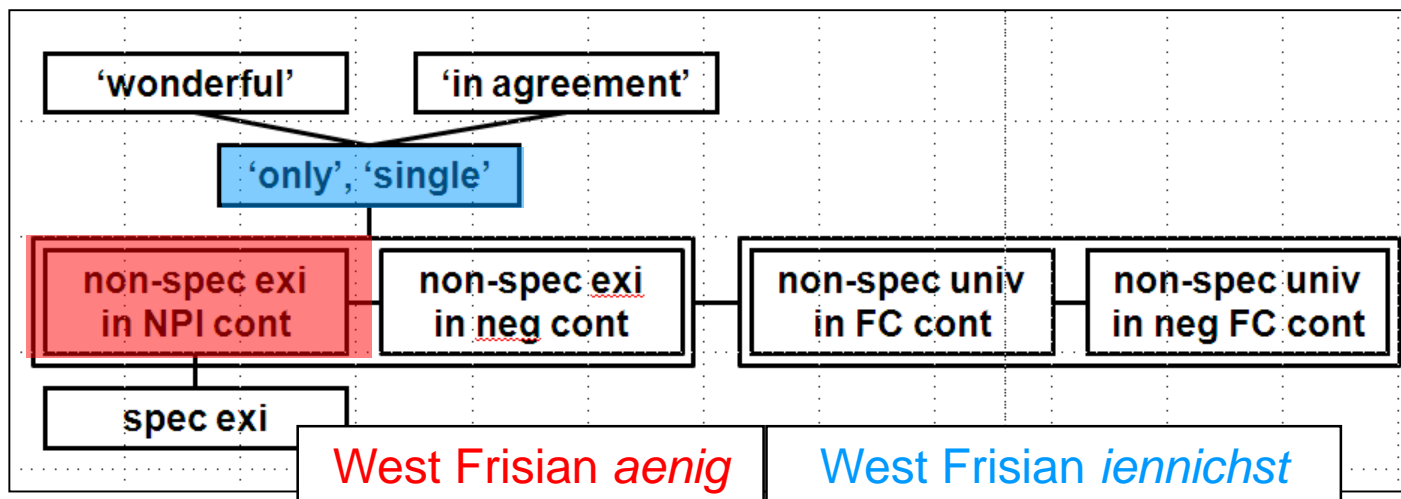 ‘wonderful’ ‘in agreement’
‘only’, ‘single’
non-spec exi
in NPI cont
non-spec exi
in neg cont
non-spec univ
in FC cont
non-spec univ
in neg FC cont
spec exi
West Frisian aenig
West Frisian iennichst